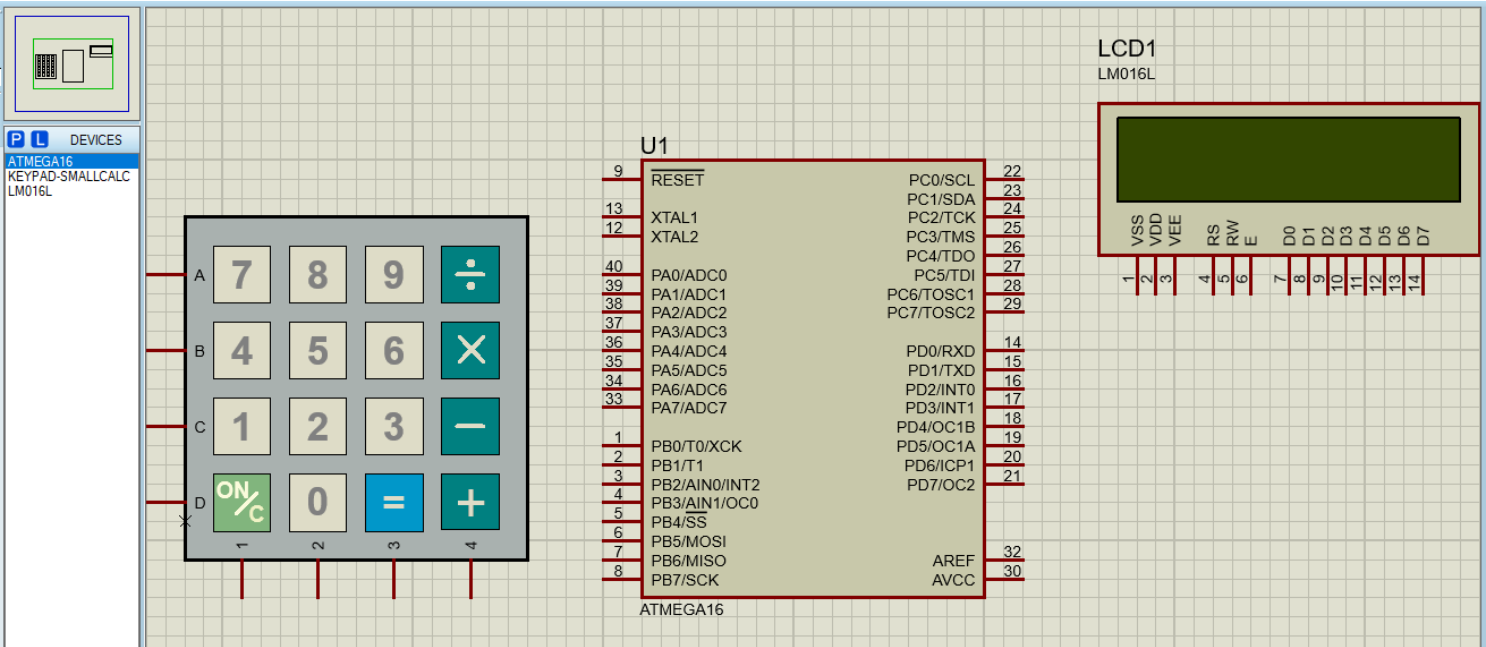 P L DEVICES
ATMEGA16
KEYPAD-SMALLCALC
LM016L
A 7 8 9 ÷
B 4 5 6 ×
C 1 2 3 −
D ON/C 0 = +
1 2 3 4
U1
9 RESET
13 XTAL1
12 XTAL2
40 PA0/ADC0
39 PA1/ADC1
38 PA2/ADC2
37 PA3/ADC3
36 PA4/ADC4
35 PA5/ADC5
34 PA6/ADC6
33 PA7/ADC7
1 PB0/T0/XCK
2 PB1/T1
3 PB2/AIN0/INT2
4 PB3/AIN1/OC0
5 PB4/SS
6 PB5/MOSI
7 PB6/MISO
8 PB7/SCK
PC0/SCL 22
PC1/SDA 23
PC2/TCK 24
PC3/TMS 25
PC4/TDO 26
PC5/TDI 27
PC6/TOSC1 28
PC7/TOSC2 29
PD0/RXD 14
PD1/TXD 15
PD2/INT0 16
PD3/INT1 17
PD4/OC1B 18
PD5/OC1A 19
PD6/ICP1 20
PD7/OC2 21
AREF 32
AVCC 30
ATMEGA16
LCD1
LM016L
VSS VDD VEE RS RW E D0 D1 D2 D3 D4 D5 D6 D7
1 2 3 4 5 6 7 8 9 10 11 12 13 14